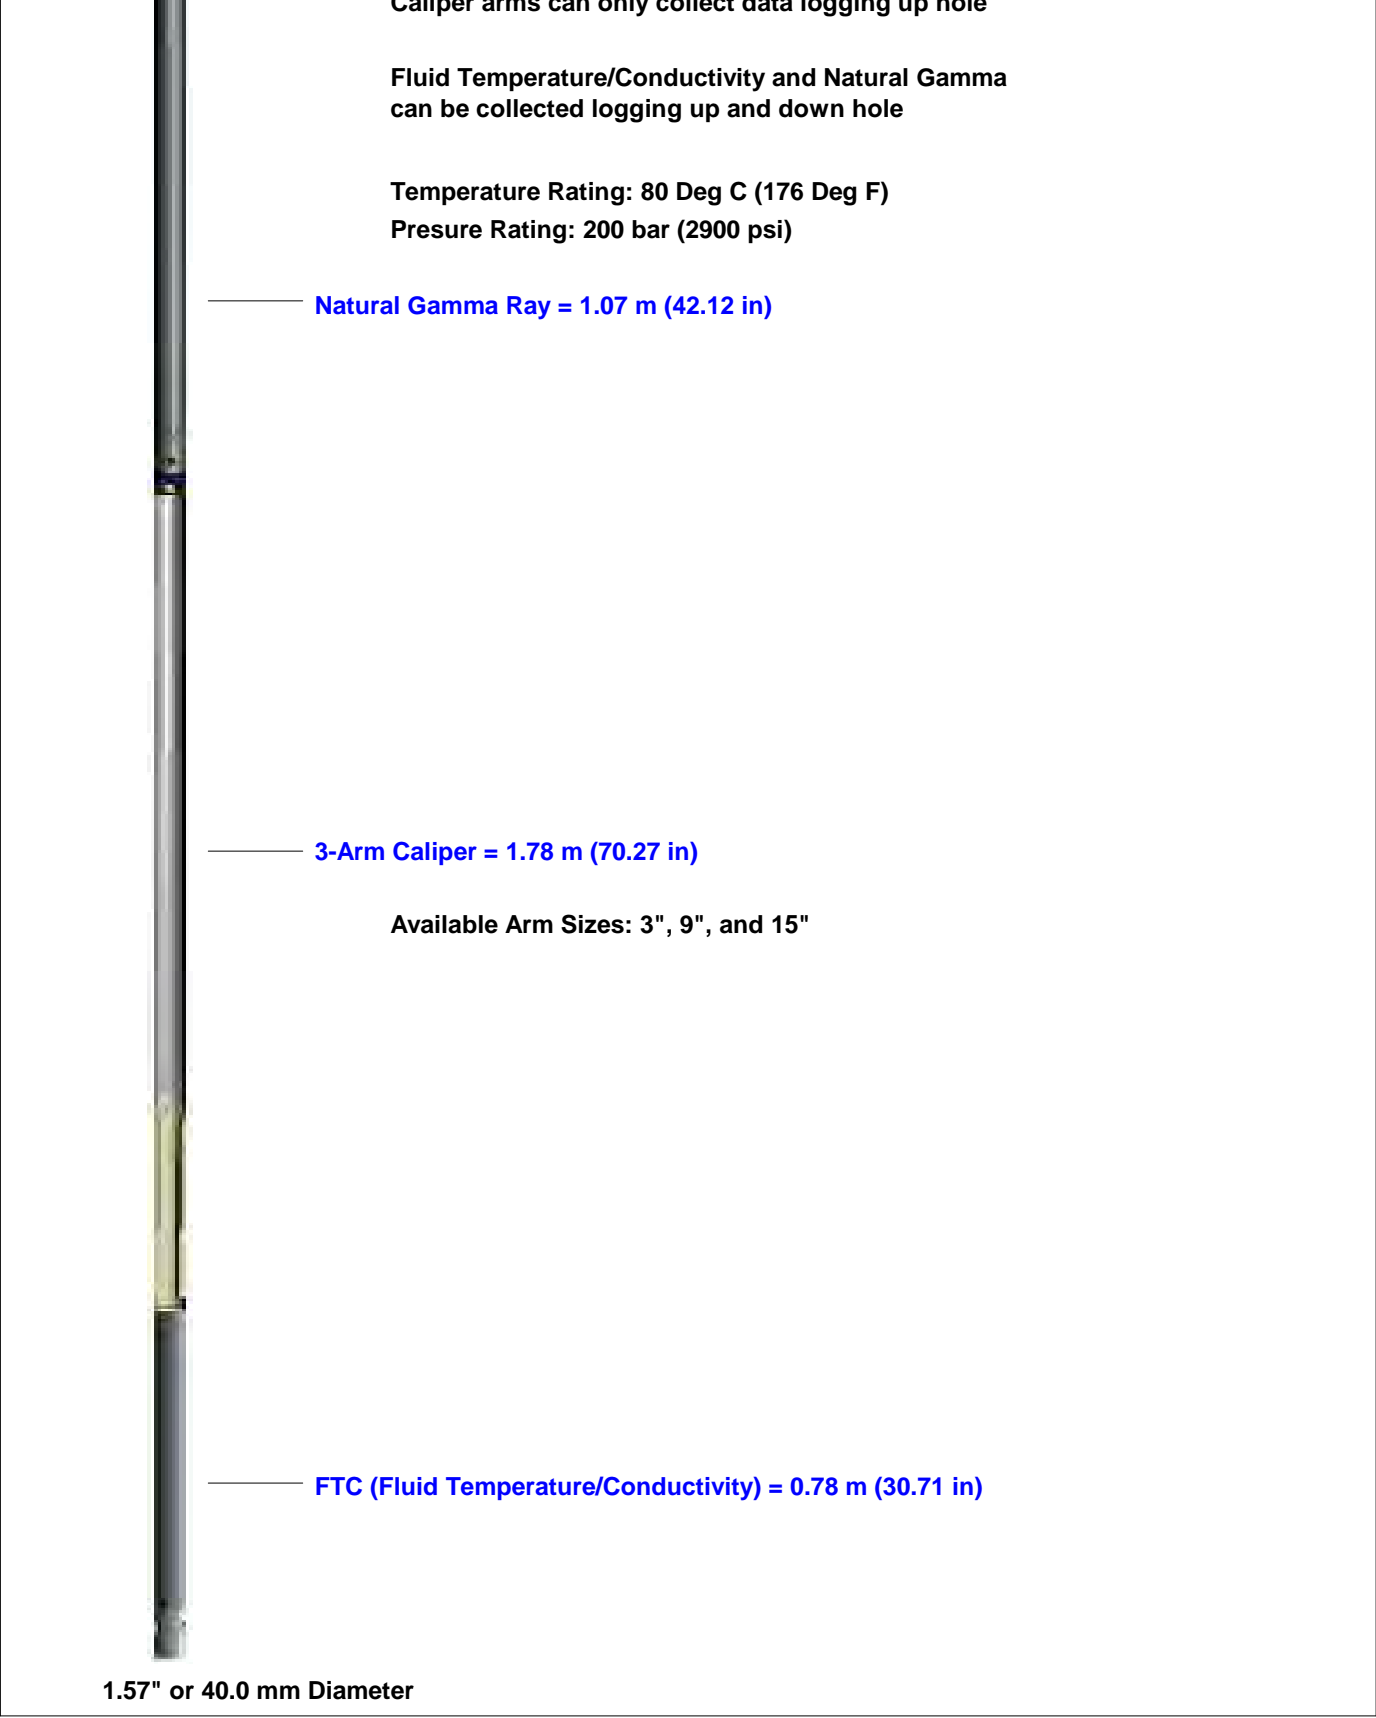 Caliper arms can only collect data logging up hole
Fluid Temperature/Conductivity and Natural Gamma
can be collected logging up and down hole
Temperature Rating: 80 Deg C (176 Deg F)
Presure Rating: 200 bar (2900 psi)
Natural Gamma Ray = 1.07 m (42.12 in)
3-Arm Caliper = 1.78 m (70.27 in)
Available Arm Sizes: 3", 9", and 15"
FTC (Fluid Temperature/Conductivity) = 0.78 m (30.71 in)
1.57" or 40.0 mm Diameter